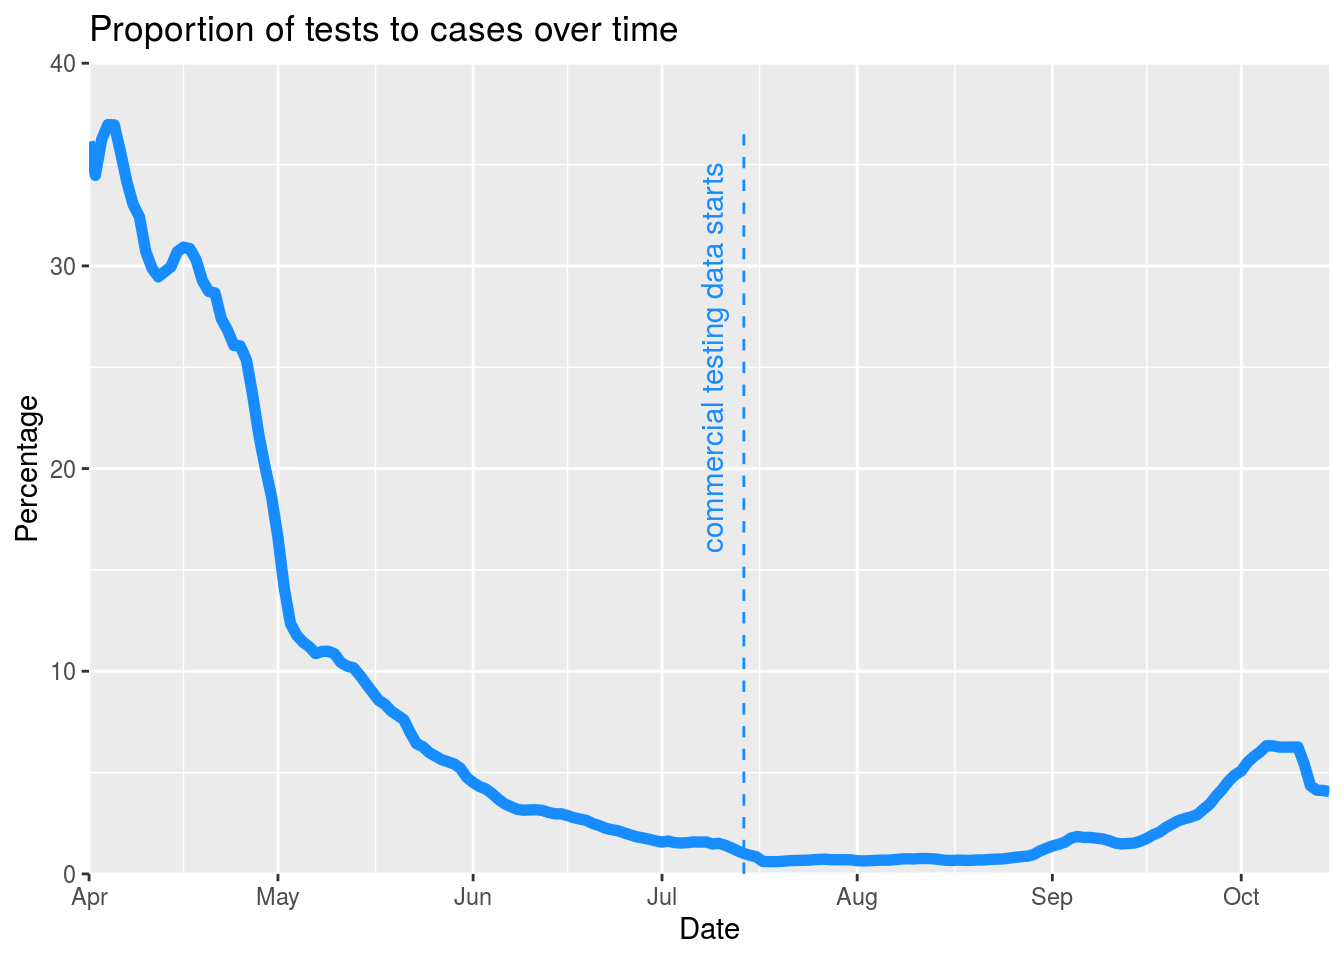 Proportion of tests to cases over time
40
30
20
10
0
Percentage
commercial testing data starts
Apr May Jun Jul Aug Sep Oct
Date